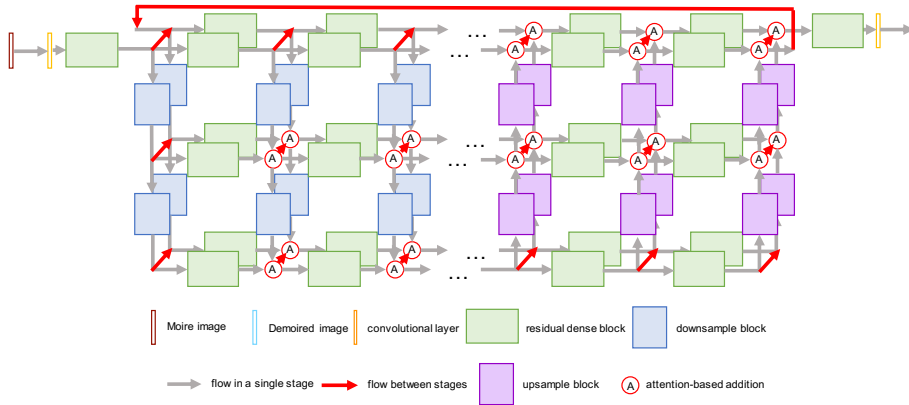 A A A
... A A A
...
A A A A A
A A ... A A A
...
A A ...
A A ...
Moire image Demoired image convolutional layer residual dense block downsample block
flow in a single stage flow between stages upsample block A attention-based addition